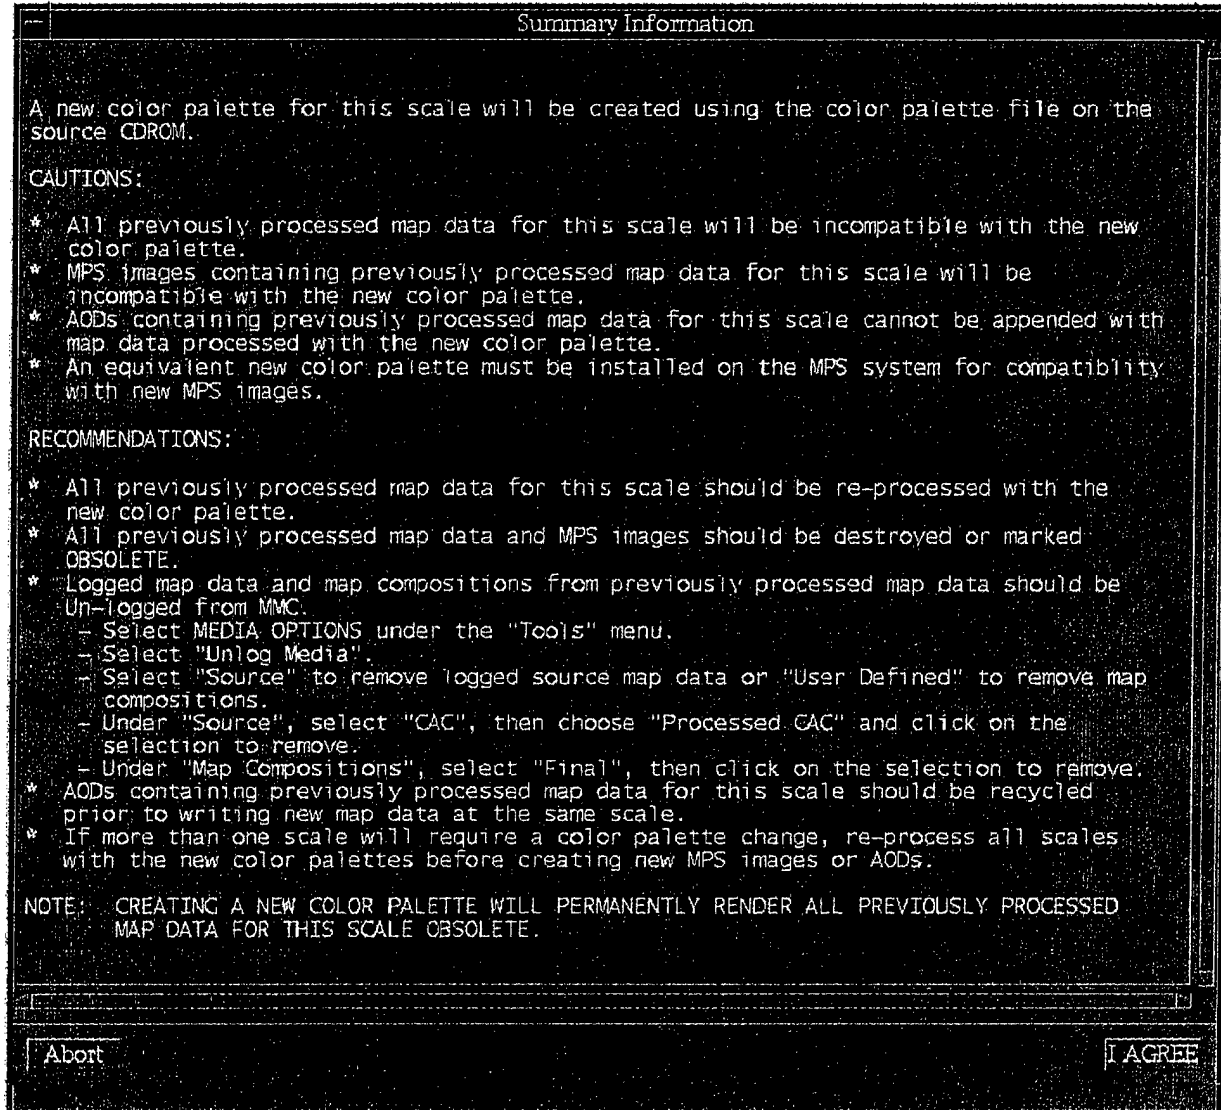 Summary Information
A new color palette for this scale will be created using the color palette file on the
source CDROM.
CAUTIONS:
* All previously processed map data for this scale will be incompatible with the new
color palette.
* MPS images containing previously processed map data for this scale will be
incompatible with the new color palette.
* AODs containing previously processed map data for this scale cannot be appended with
map data processed with the new color palette.
* An equivalent new color palette must be installed on the MPS system for compatiblity
with new MPS images.
RECOMMENDATIONS:
* All previously processed map data for this scale should be re-processed with the
new color palette.
* All previously processed map data and MPS images should be destroyed or marked
OBSOLETE.
* Logged map data and map compositions from previously processed map data should be
Un-logged from MMC.
- Select MEDIA OPTIONS under the "Tools" menu.
- Select "Unlog Media".
- Select "Source" to remove logged source map data or "User Defined" to remove map
compositions.
- Under "Source", select "CAC", then choose "Processed CAC" and click on the
selection to remove.
- Under "Map Compositions", select "Final", then click on the selection to remove.
* AODs containing previously processed map data for this scale should be recycled
prior to writing new map data at the same scale.
* If more than one scale will require a color palette change, re-process all scales
with the new color palettes before creating new MPS images or AODs.
NOTE: CREATING A NEW COLOR PALETTE WILL PERMANENTLY RENDER ALL PREVIOUSLY PROCESSED
MAP DATA FOR THIS SCALE OBSOLETE.
Abort
I AGREE